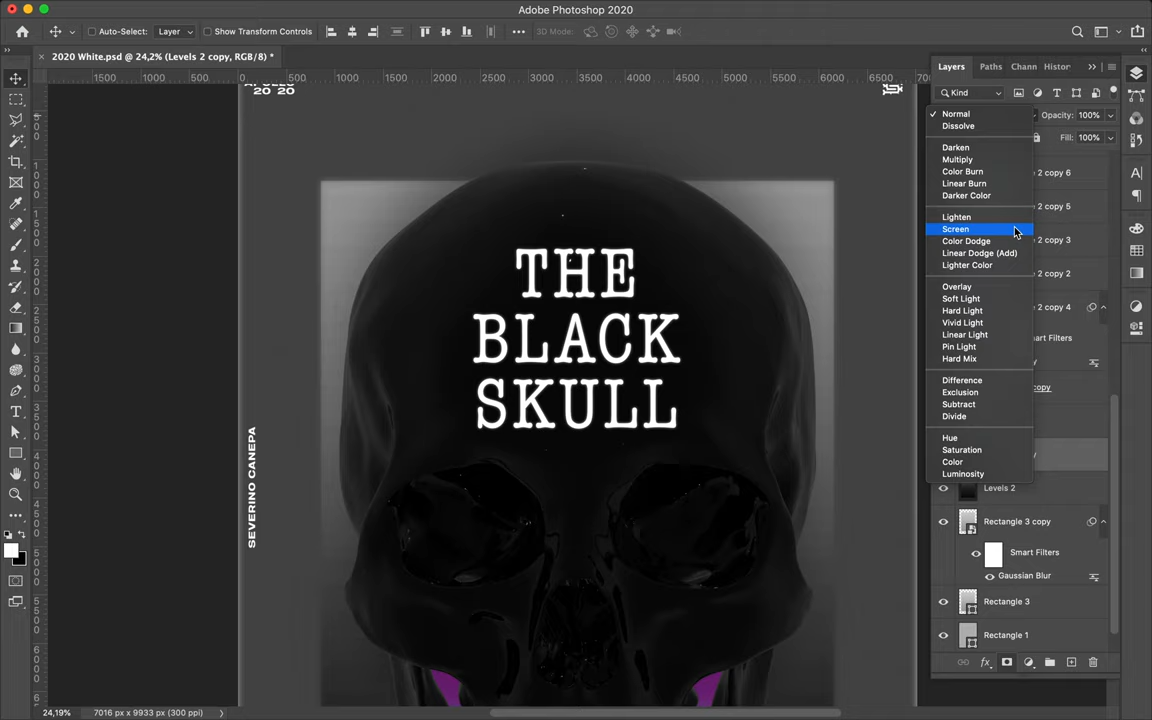 Adobe Photoshop 2020
Auto-Select: Layer Show Transform Controls 3D Mode:
2020 White.psd @ 24,2% (Levels 2 copy, RGB/8) *
1500 1000 500 0 500 1000 1500 2000 2500 3000 3500 4000 4500 5000 5500 6000 6500
20 20
THE
BLACK
SKULL
SEVERINO CANEPA
Layers Paths Chann Histor
Kind
Normal
Dissolve
Darken
Multiply
Color Burn
Linear Burn
Darker Color
Lighten
Screen
Color Dodge
Linear Dodge (Add)
Lighter Color
Overlay
Soft Light
Hard Light
Vivid Light
Linear Light
Pin Light
Hard Mix
Difference
Exclusion
Subtract
Divide
Hue
Saturation
Color
Luminosity
Opacity: 100%
Fill: 100%
2 copy 6
2 copy 5
2 copy 3
2 copy 2
2 copy 4
art Filters
copy
Levels 2
Rectangle 3 copy
Smart Filters
Gaussian Blur
Rectangle 3
Rectangle 1
24,19% 7016 px x 9933 px (300 ppi)